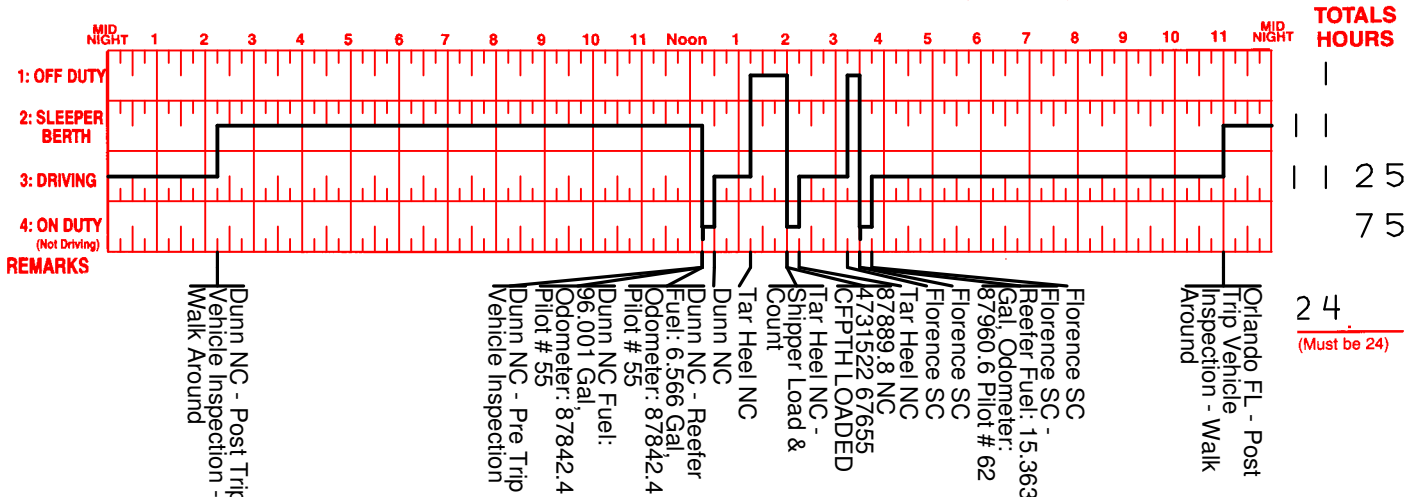 TOTALS
HOURS
MID NIGHT 1 2 3 4 5 6 7 8 9 10 11 Noon 1 2 3 4 5 6 7 8 9 10 11 MID NIGHT
1: OFF DUTY
1
2: SLEEPER
BERTH
11
3: DRIVING
11 25
4: ON DUTY
(Not Driving)
75
REMARKS
24.
(Must be 24)
Dunn NC - Post Trip
Vehicle Inspection -
Walk Around
Dunn NC - Pre Trip
Vehicle Inspection
Dunn NC Fuel:
96.001 Gal,
Odometer: 87842.4
Pilot # 55
Dunn NC - Reefer
Fuel: 6.566 Gal,
Odometer: 87842.4
Pilot # 55
Dunn NC
Tar Heel NC
Tar Heel NC -
Shipper Load &
Count
Tar Heel NC
87889.8 NC
4731522 67655
CFPTH LOADED
Florence SC
Florence SC
Florence SC
Florence SC -
Reefer Fuel: 15.363
Gal, Odometer:
87960.6 Pilot # 62
Orlando FL - Post
Trip Vehicle
Inspection - Walk
Around